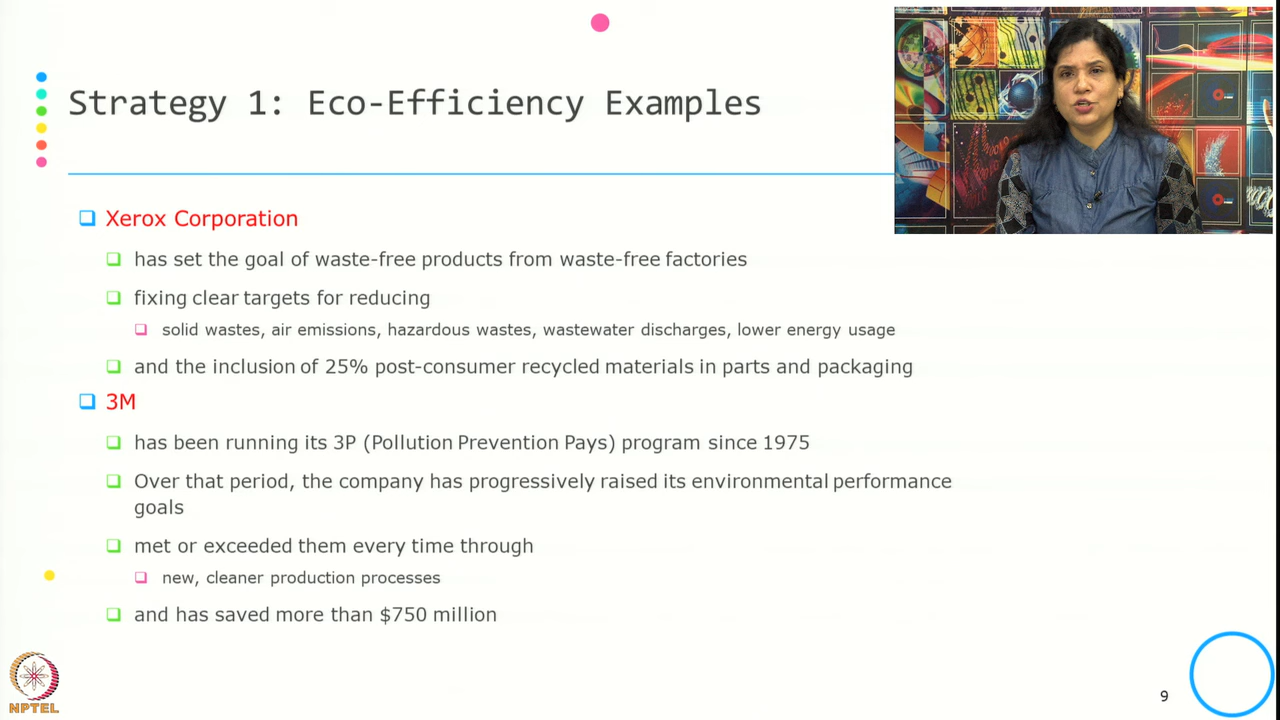 Strategy 1: Eco-Efficiency Examples
Xerox Corporation
has set the goal of waste-free products from waste-free factories
fixing clear targets for reducing
solid wastes, air emissions, hazardous wastes, wastewater discharges, lower energy usage
and the inclusion of 25% post-consumer recycled materials in parts and packaging
3M
has been running its 3P (Pollution Prevention Pays) program since 1975
Over that period, the company has progressively raised its environmental performance
goals
met or exceeded them every time through
new, cleaner production processes
and has saved more than $750 million
NPTEL
9